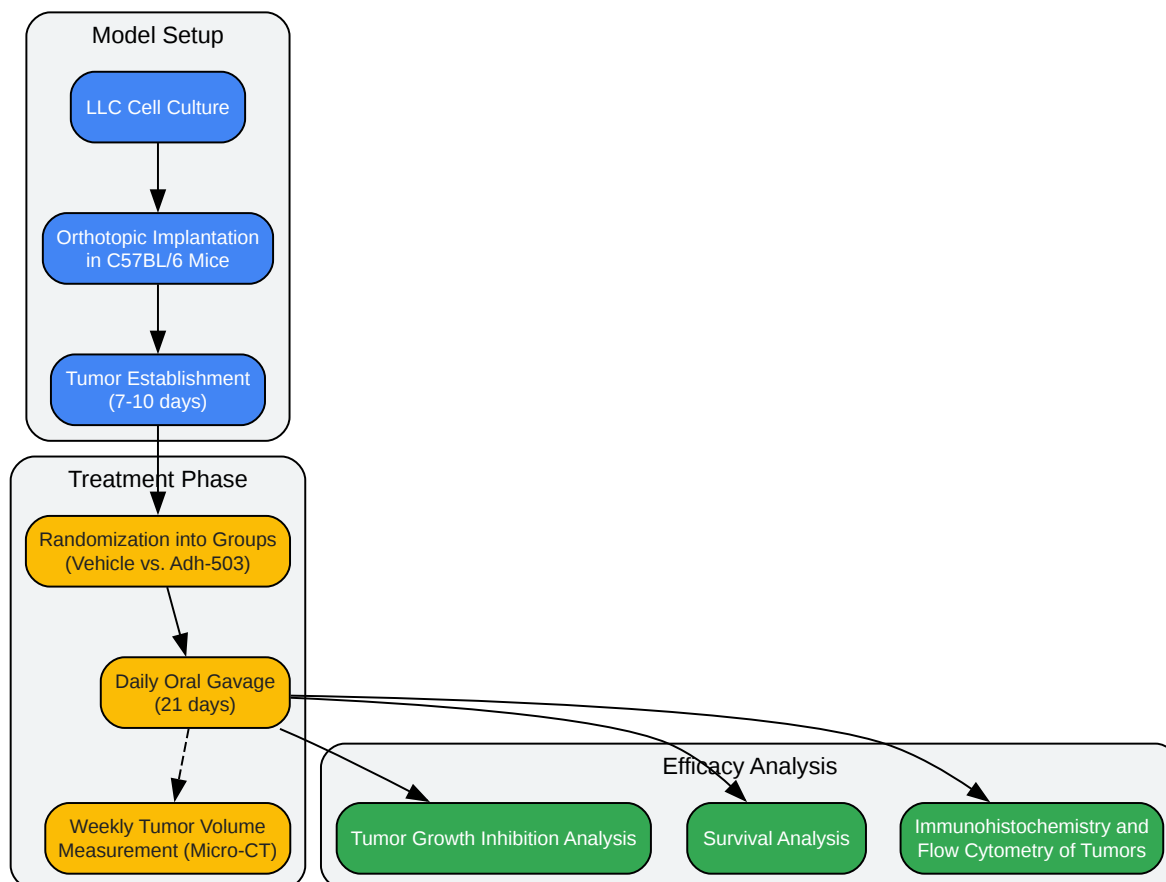 Model Setup
LLC Cell Culture
Orthotopic Implantation
in C57BL/6 Mice
Tumor Establishment
(7-10 days)
Treatment Phase
Randomization into Groups
(Vehicle vs. Adh-503)
Daily Oral Gavage
(21 days)
Weekly Tumor Volume
Measurement (Micro-CT)
Efficacy Analysis
Tumor Growth Inhibition Analysis
Survival Analysis
Immunohistochemistry and
Flow Cytometry of Tumors